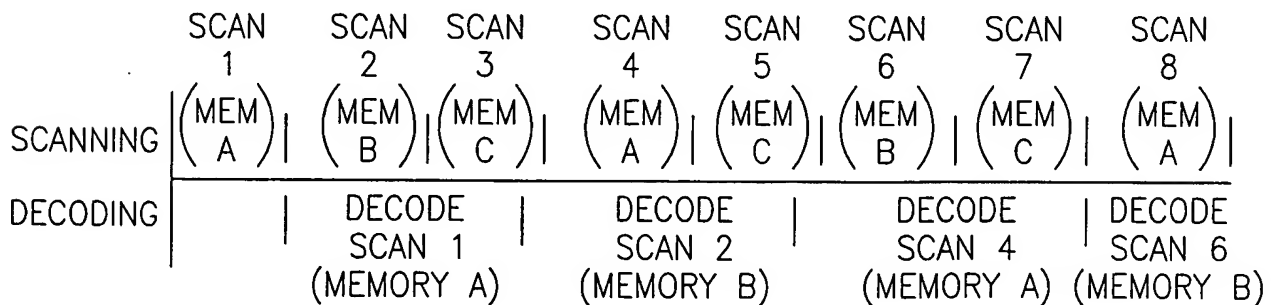 SCAN SCAN SCAN SCAN SCAN SCAN SCAN SCAN
1 2 3 4 5 6 7 8
SCANNING (MEM A) (MEM B) (MEM C) (MEM A) (MEM C) (MEM B) (MEM C) (MEM A)
DECODING DECODE DECODE DECODE DECODE
SCAN 1 SCAN 2 SCAN 4 SCAN 6
(MEMORY A) (MEMORY B) (MEMORY A) (MEMORY B)